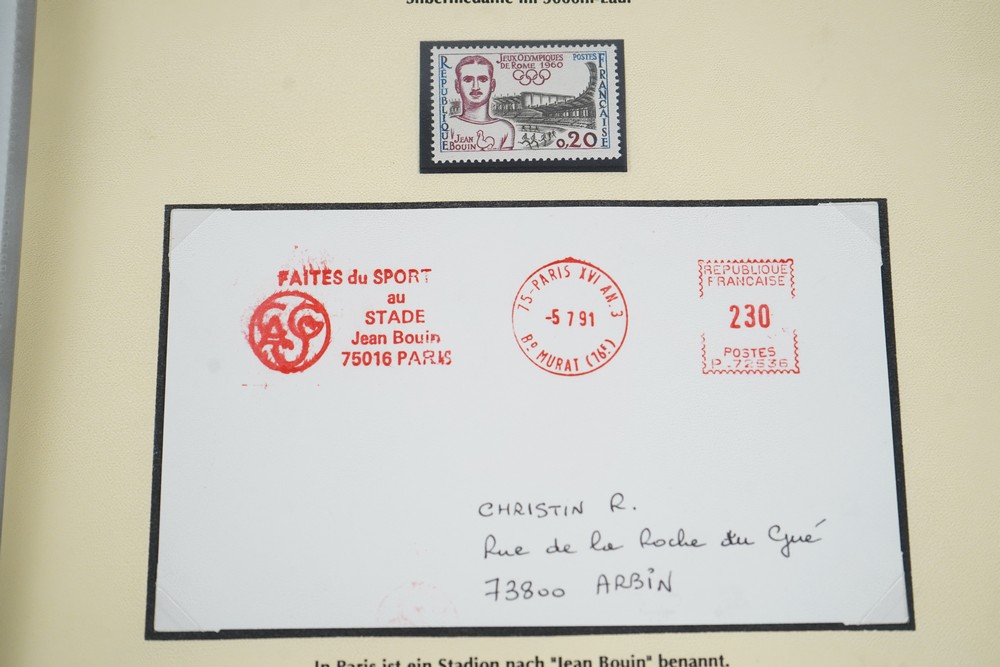 Silbermedaille im 5000m-Lauf
RÉPUBLIQUE
JEUX OLYMPIQUES
DE ROME 1960
POSTES
FRANÇAISE
JEAN
BOUIN
0,20
FAITES du SPORT
au
STADE
Jean Bouin
75016 PARIS
ASG
75-PARIS XVI AN.3
-5 7 91
Bᴰ MURAT (16ᵉ)
REPUBLIQUE
FRANCAISE
230
POSTES
P.72536
CHRISTIN R.
Rue de la Roche du Gué
73800 ARBIN
In Paris ist ein Stadion nach "Jean Bouin" benannt.